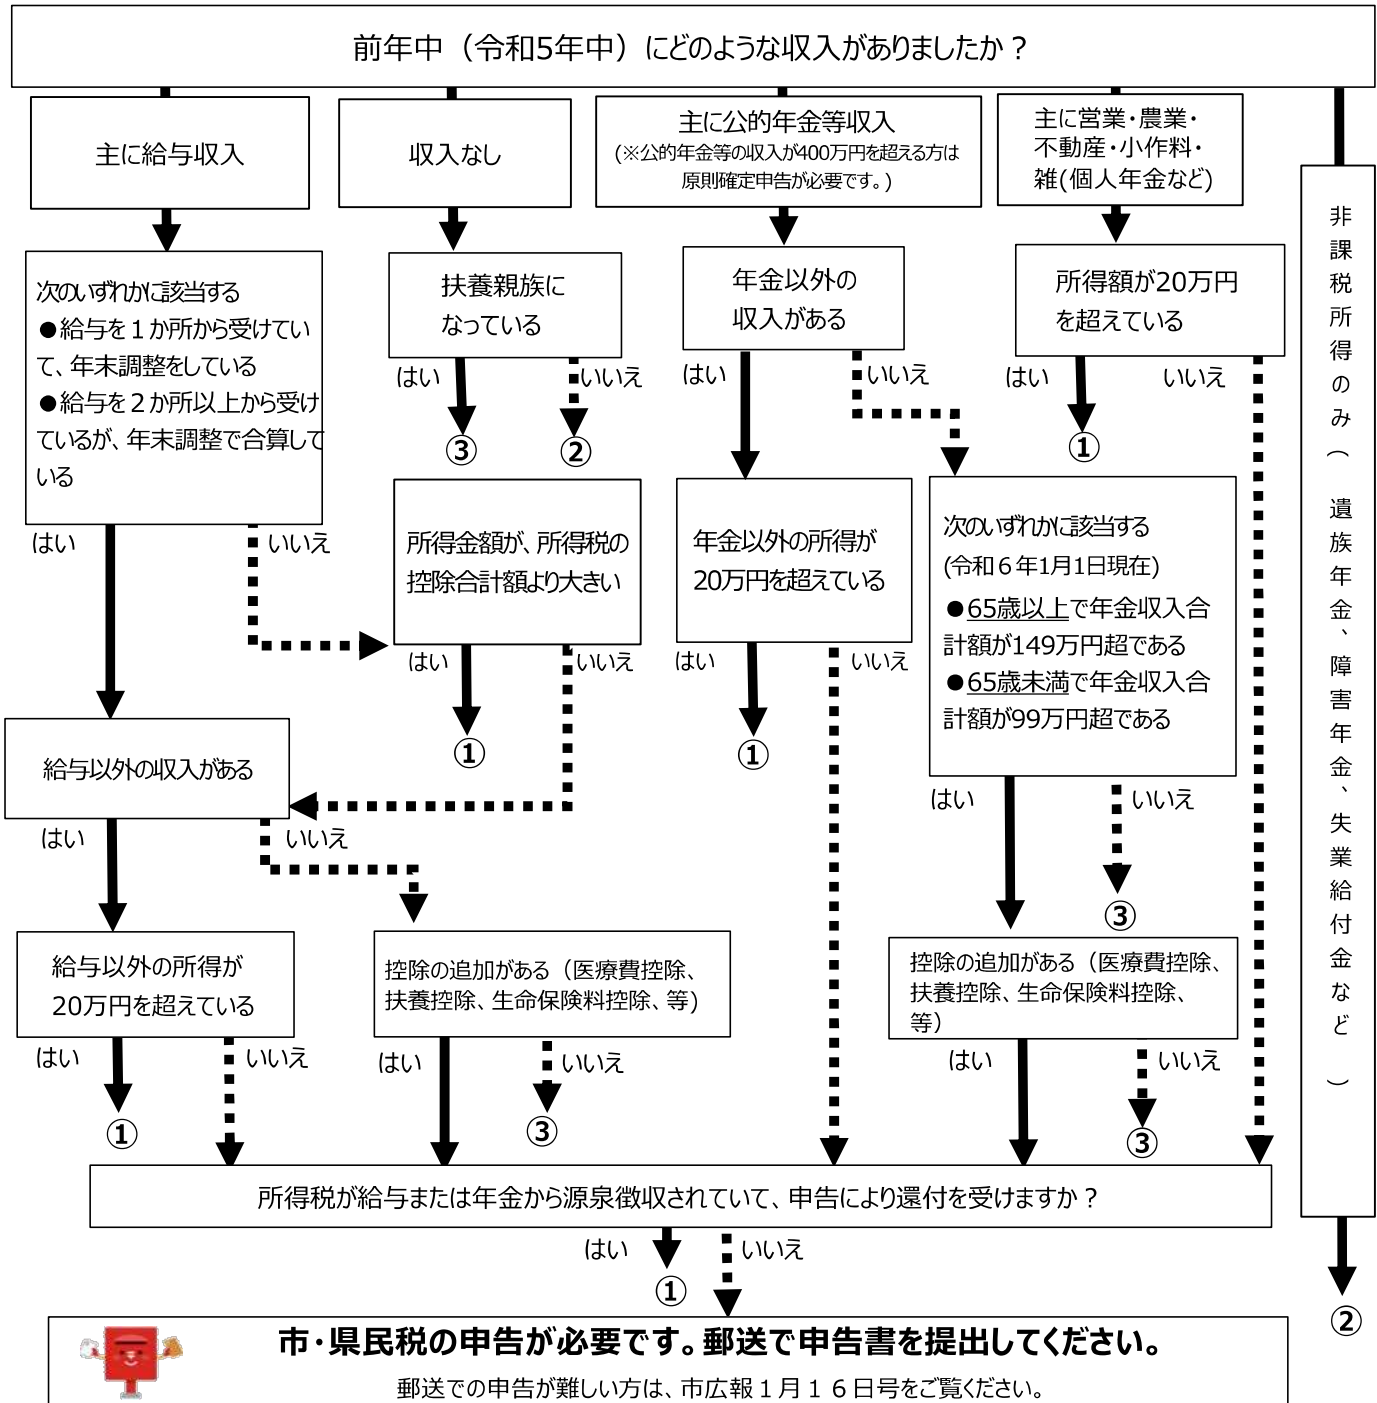 前年中（令和5年中）にどのような収入がありましたか？
主に給与収入
収入なし
主に公的年金等収入
(※公的年金等の収入が400万円を超える方は
原則確定申告が必要です。)
主に営業・農業・
不動産・小作料・
雑(個人年金など)
非課税所得のみ（　遺族年金、障害年金、失業給付金など　）
次のいずれかに該当する
●給与を１か所から受けてい
て、年末調整をしている
●給与を２か所以上から受け
ているが、年末調整で合算して
いる
扶養親族に
なっている
年金以外の
収入がある
所得額が20万円
を超えている
はい
いいえ
はい
いいえ
はい
いいえ
③
②
①
はい
いいえ
所得金額が、所得税の
控除合計額より大きい
年金以外の所得が
20万円を超えている
次のいずれかに該当する
(令和６年1月1日現在)
●65歳以上で年金収入合
計額が149万円超である
●65歳未満で年金収入合
計額が99万円超である
はい
いいえ
はい
いいえ
①
①
給与以外の収入がある
はい
いいえ
はい
いいえ
③
給与以外の所得が
20万円を超えている
控除の追加がある（医療費控除、
扶養控除、生命保険料控除、等)
控除の追加がある（医療費控除、
扶養控除、生命保険料控除、
等）
はい
いいえ
はい
いいえ
はい
いいえ
①
③
③
所得税が給与または年金から源泉徴収されていて、申告により還付を受けますか？
はい
いいえ
①
②
市・県民税の申告が必要です。郵送で申告書を提出してください。
郵送での申告が難しい方は、市広報１月１６日号をご覧ください。